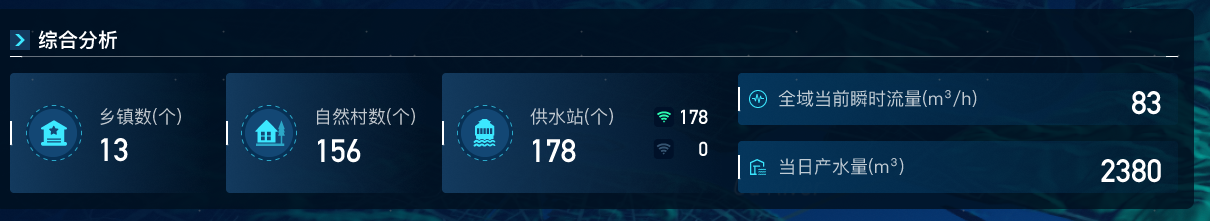 综合分析
乡镇数(个)
13
自然村数(个)
156
供水站(个)
178
178
0
全域当前瞬时流量(m³/h)
83
当日产水量(m³)
2380